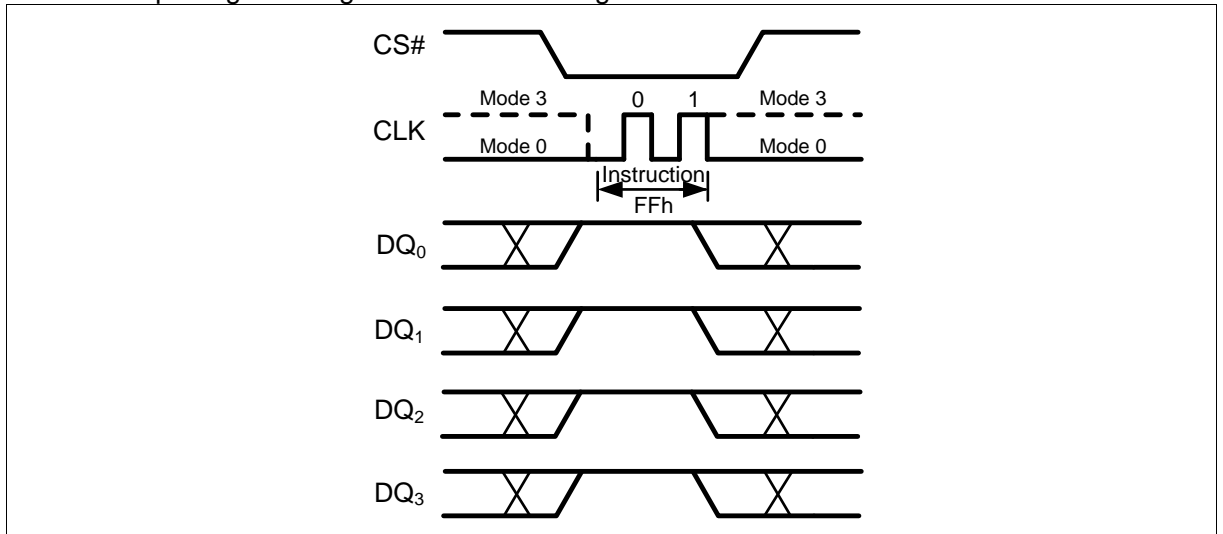 CS#
Mode 3 0 1 Mode 3
CLK
Mode 0 Mode 0
Instruction
FFh
DQ0
DQ1
DQ2
DQ3